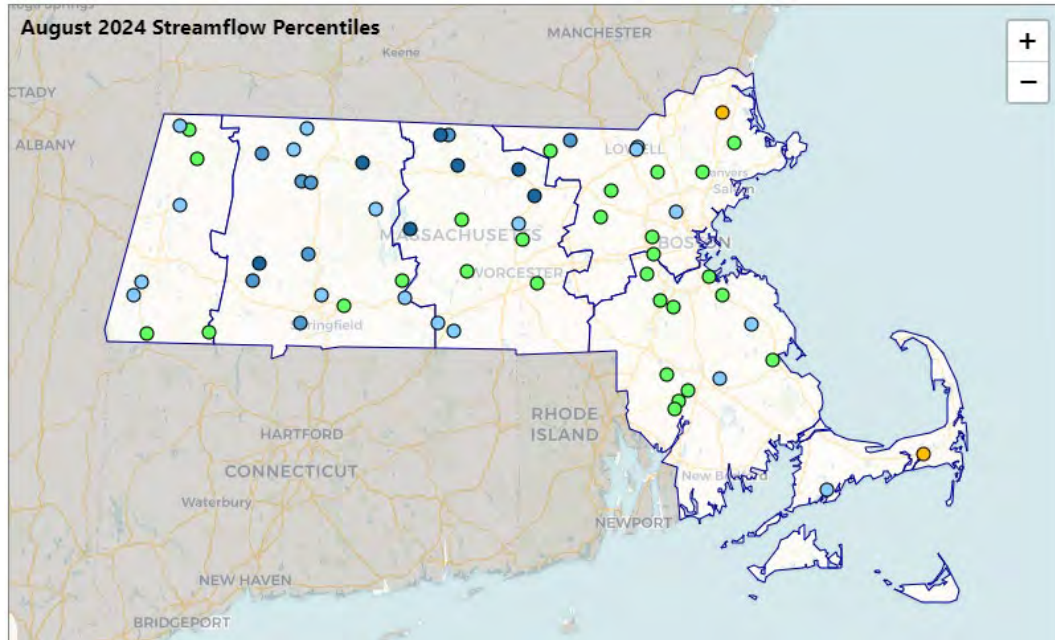 August 2024 Streamflow Percentiles
Keene
MANCHESTER
+
−
CTADY
ALBANY
LOWELL
anvers
Salem
MASSACHUSETTS
BOSTON
WORCESTER
Springfield
RHODE
ISLAND
HARTFORD
CONNECTICUT
Waterbury
New Bedford
NEWPORT
NEW HAVEN
BRIDGEPORT